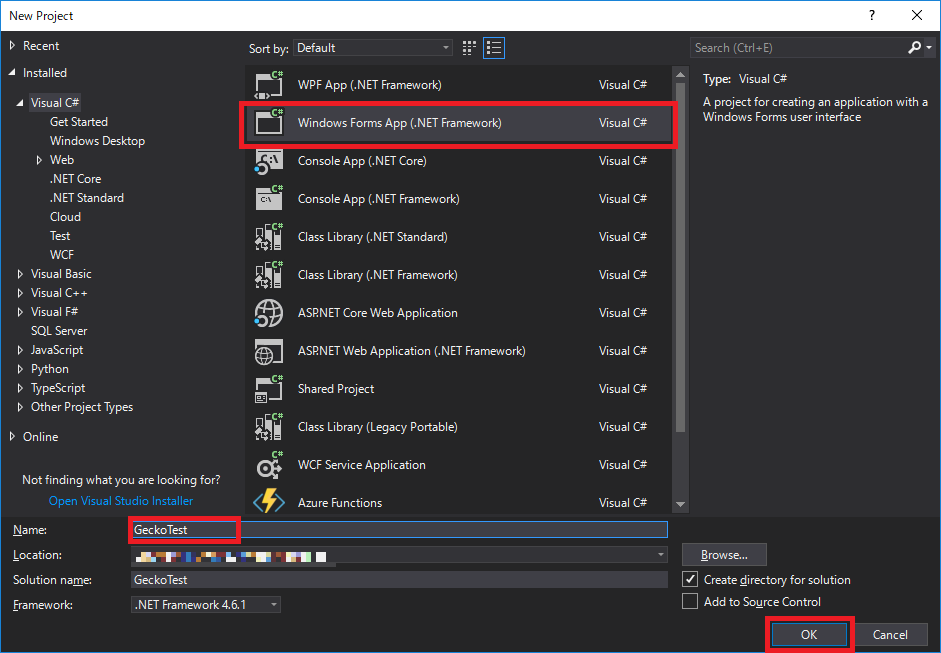 New Project
?
Recent
Installed
Visual C#
Get Started
Windows Desktop
Web
.NET Core
.NET Standard
Cloud
Test
WCF
Visual Basic
Visual C++
Visual F#
SQL Server
JavaScript
Python
TypeScript
Other Project Types
Online
Not finding what you are looking for?
Open Visual Studio Installer
Sort by: Default
WPF App (.NET Framework) Visual C#
Windows Forms App (.NET Framework) Visual C#
Console App (.NET Core) Visual C#
Console App (.NET Framework) Visual C#
Class Library (.NET Standard) Visual C#
Class Library (.NET Framework) Visual C#
ASP.NET Core Web Application Visual C#
ASP.NET Web Application (.NET Framework) Visual C#
Shared Project Visual C#
Class Library (Legacy Portable) Visual C#
WCF Service Application Visual C#
Azure Functions Visual C#
Search (Ctrl+E)
Type: Visual C#
A project for creating an application with a
Windows Forms user interface
Name: GeckoTest
Location:
Browse...
Solution name: GeckoTest
Create directory for solution
Framework: .NET Framework 4.6.1
Add to Source Control
OK
Cancel